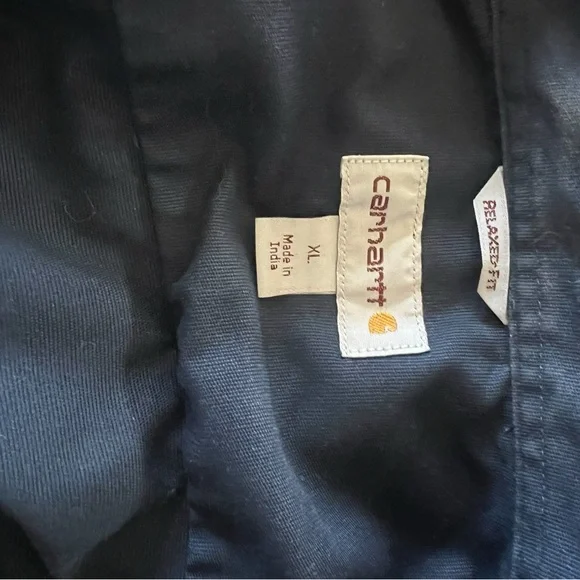 carhartt
XL
Made in
India
RELAXED FIT